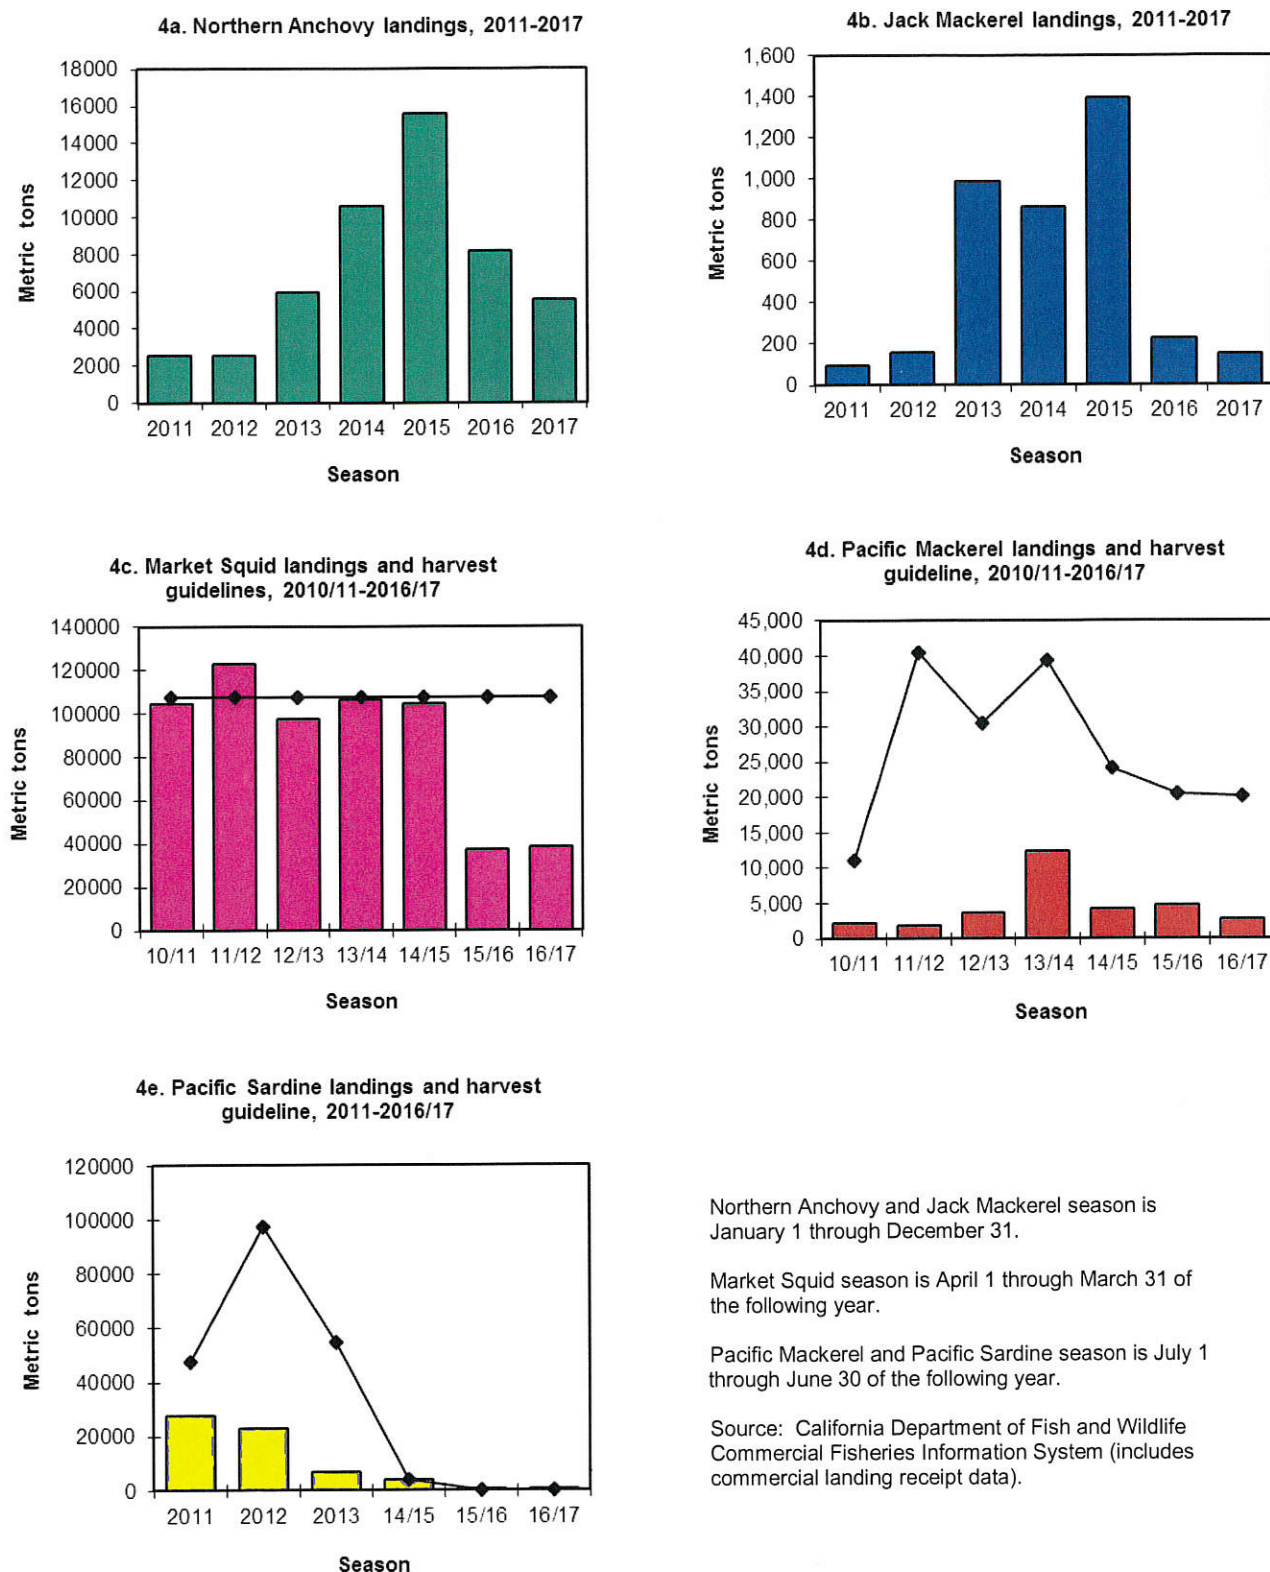 4a. Northern Anchovy landings, 2011-2017
18000
16000
14000
12000
10000
8000
6000
4000
2000
0
Metric tons
2011 2012 2013 2014 2015 2016 2017
Season
4b. Jack Mackerel landings, 2011-2017
1,600
1,400
1,200
1,000
800
600
400
200
0
Metric tons
2011 2012 2013 2014 2015 2016 2017
Season
4c. Market Squid landings and harvest
guidelines, 2010/11-2016/17
140000
120000
100000
80000
60000
40000
20000
0
Metric tons
10/11 11/12 12/13 13/14 14/15 15/16 16/17
Season
4d. Pacific Mackerel landings and harvest
guideline, 2010/11-2016/17
45,000
40,000
35,000
30,000
25,000
20,000
15,000
10,000
5,000
0
Metric tons
10/11 11/12 12/13 13/14 14/15 15/16 16/17
Season
4e. Pacific Sardine landings and harvest
guideline, 2011-2016/17
120000
100000
80000
60000
40000
20000
0
Metric tons
2011 2012 2013 14/15 15/16 16/17
Season
Northern Anchovy and Jack Mackerel season is
January 1 through December 31.
Market Squid season is April 1 through March 31 of
the following year.
Pacific Mackerel and Pacific Sardine season is July 1
through June 30 of the following year.
Source: California Department of Fish and Wildlife
Commercial Fisheries Information System (includes
commercial landing receipt data).